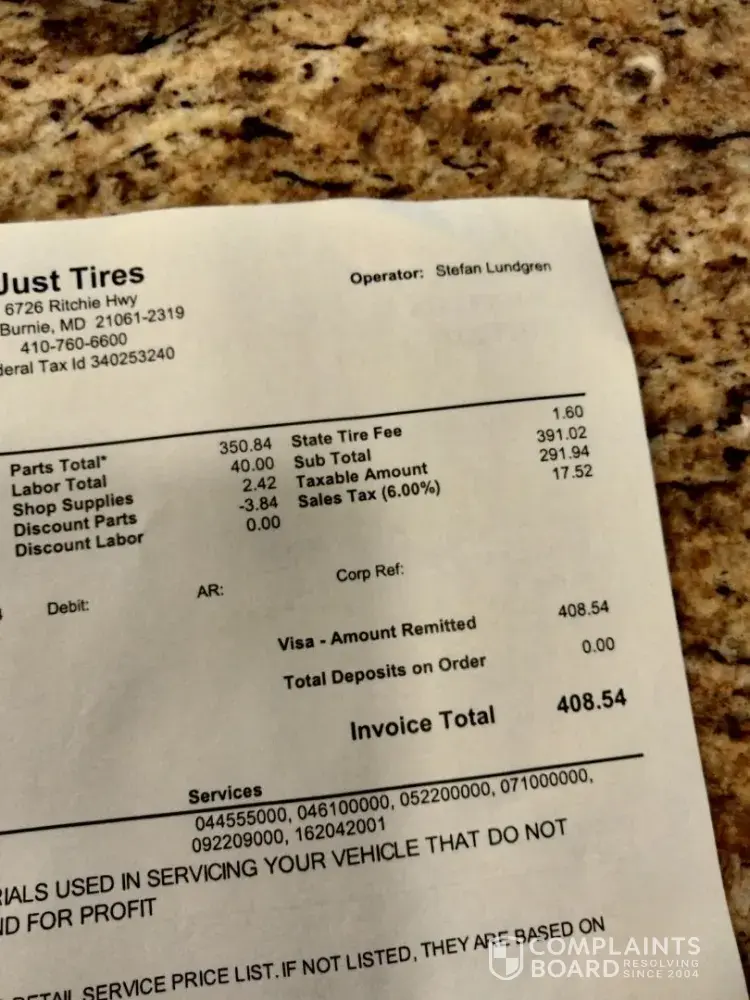 Just Tires
6726 Ritchie Hwy
Burnie, MD 21061-2319
410-760-6600
Tax Id 340253240
Operator: Stefan Lundgren
Parts Total* 350.84 State Tire Fee 1.60
Labor Total 40.00 Sub Total 391.02
Shop Supplies 2.42 Taxable Amount 291.94
Discount Parts -3.84 Sales Tax (6.00%) 17.52
Discount Labor 0.00
Debit: AR: Corp Ref:
Visa - Amount Remitted 408.54
Total Deposits on Order 0.00
Invoice Total 408.54
Services
044555000, 046100000, 052200000, 071000000,
092209000, 162042001
USED IN SERVICING YOUR VEHICLE THAT DO NOT
FOR PROFIT
SERVICE PRICE LIST. IF NOT LISTED, THEY ARE BASED ON
COMPLAINTS
BOARD RESOLVING SINCE 2004